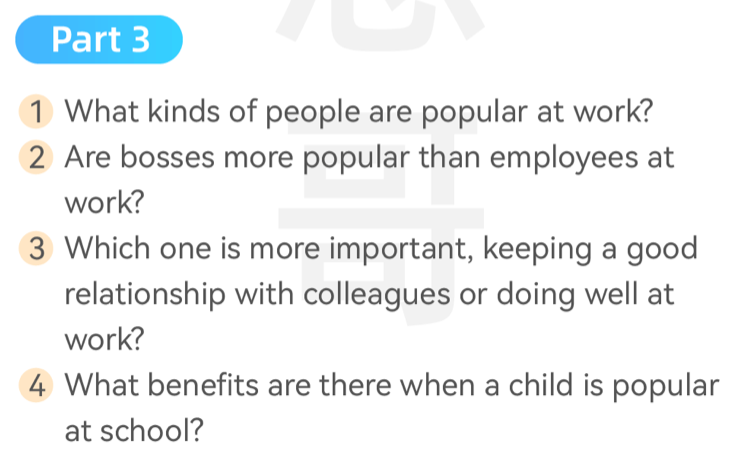 Part 3
1 What kinds of people are popular at work?
2 Are bosses more popular than employees at
work?
3 Which one is more important, keeping a good
relationship with colleagues or doing well at
work?
4 What benefits are there when a child is popular
at school?
哥